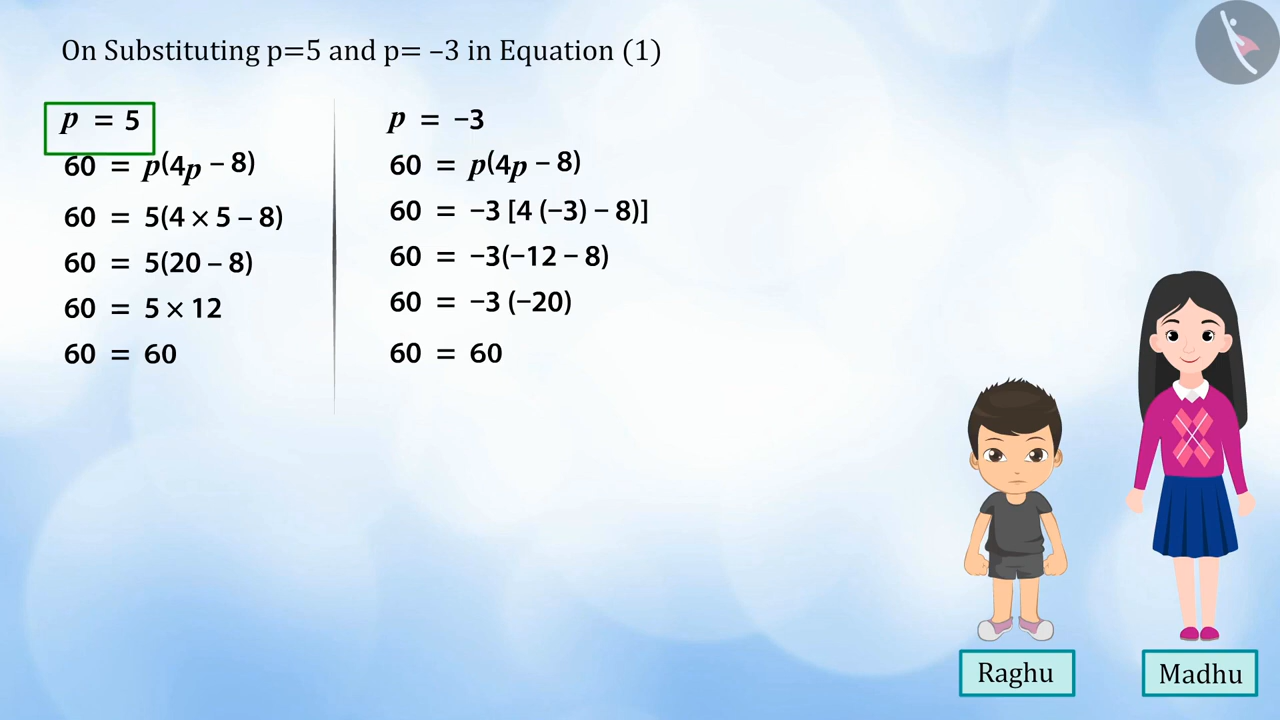 On Substituting p=5 and p= –3 in Equation (1)
p = 5
60 = p(4p – 8)
60 = 5(4 × 5 – 8)
60 = 5(20 – 8)
60 = 5 × 12
60 = 60
p = –3
60 = p(4p – 8)
60 = –3 [4 (–3) – 8)]
60 = –3(–12 – 8)
60 = –3 (–20)
60 = 60
Raghu
Madhu